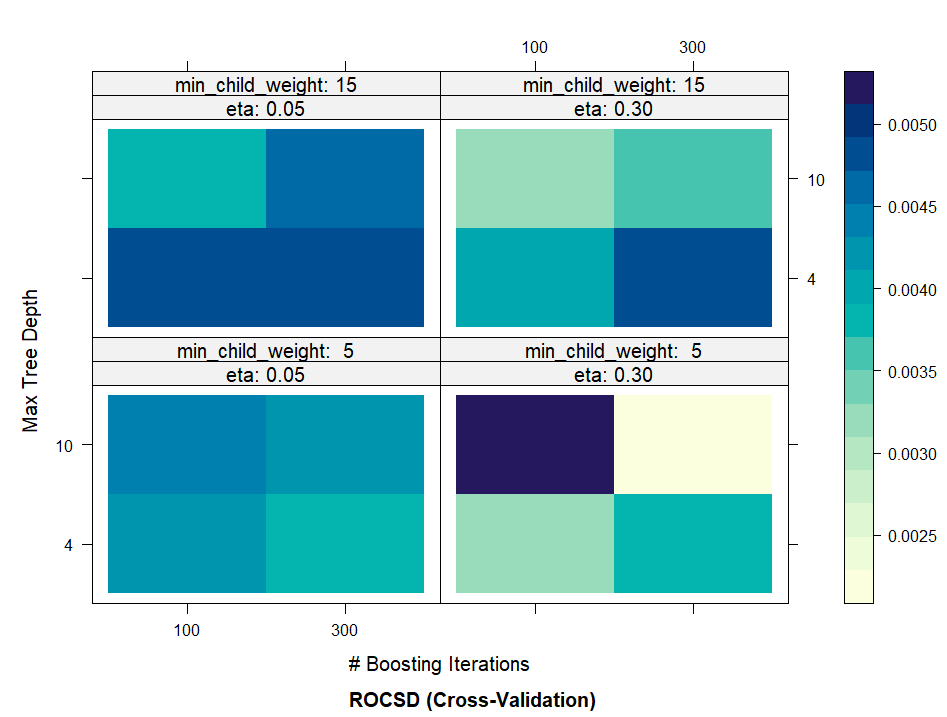 100 300
min_child_weight: 15 min_child_weight: 15
eta: 0.05 eta: 0.30
0.0050
10
0.0045
4
0.0040
Max Tree Depth
min_child_weight:  5 min_child_weight:  5
eta: 0.05 eta: 0.30
0.0035
10
0.0030
4
0.0025
100 300
# Boosting Iterations
ROCSD (Cross-Validation)